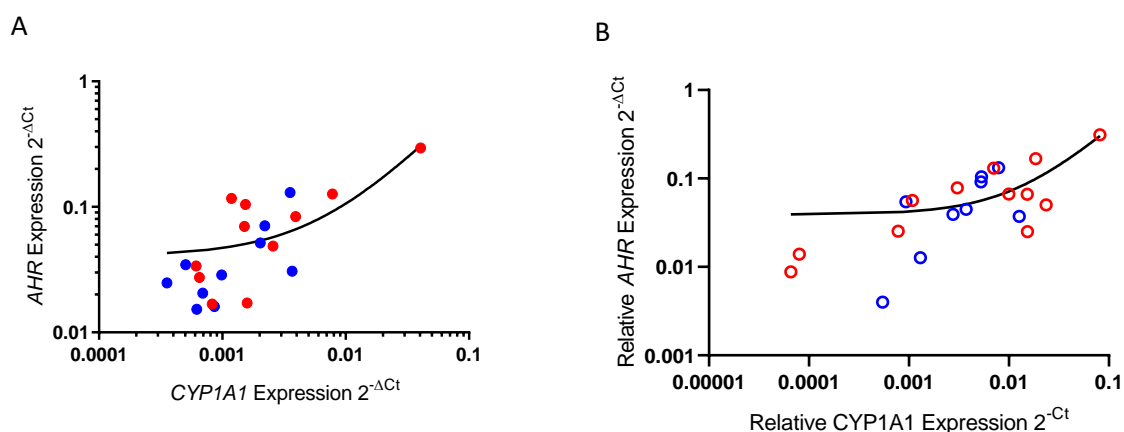 A
AHR Expression 2^-ΔCt
1
0.1
0.01
0.0001
0.001
0.01
0.1
CYP1A1 Expression 2^-ΔCt
B
Relative AHR Expression 2^-ΔCt
1
0.1
0.01
0.001
0.00001
0.0001
0.001
0.01
0.1
Relative CYP1A1 Expression 2^-Ct